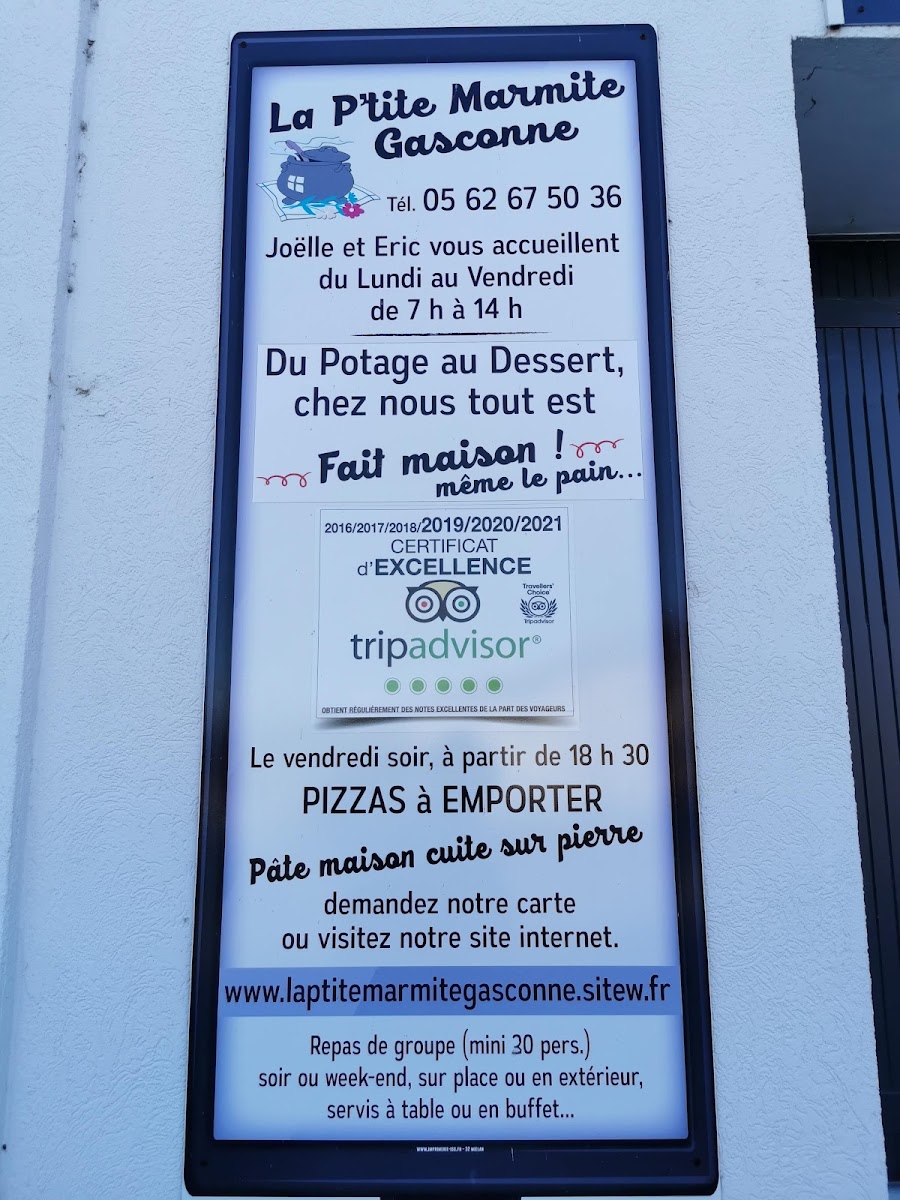 La P'tite Marmite
Gasconne
Tél. 05 62 67 50 36
Joëlle et Eric vous accueillent
du Lundi au Vendredi
de 7 h à 14 h
Du Potage au Dessert,
chez nous tout est
Fait maison !
même le pain...
2016/2017/2018/2019/2020/2021
CERTIFICAT
d'EXCELLENCE
Travellers'
Choice
Tripadvisor
tripadvisor®
OBTIENT RÉGULIÈREMENT DES NOTES EXCELLENTES DE LA PART DES VOYAGEURS
Le vendredi soir, à partir de 18 h 30
PIZZAS à EMPORTER
Pâte maison cuite sur pierre
demandez notre carte
ou visitez notre site internet.
www.laptitemarmitegasconne.sitew.fr
Repas de groupe (mini 30 pers.)
soir ou week-end, sur place ou en extérieur,
servis à table ou en buffet...